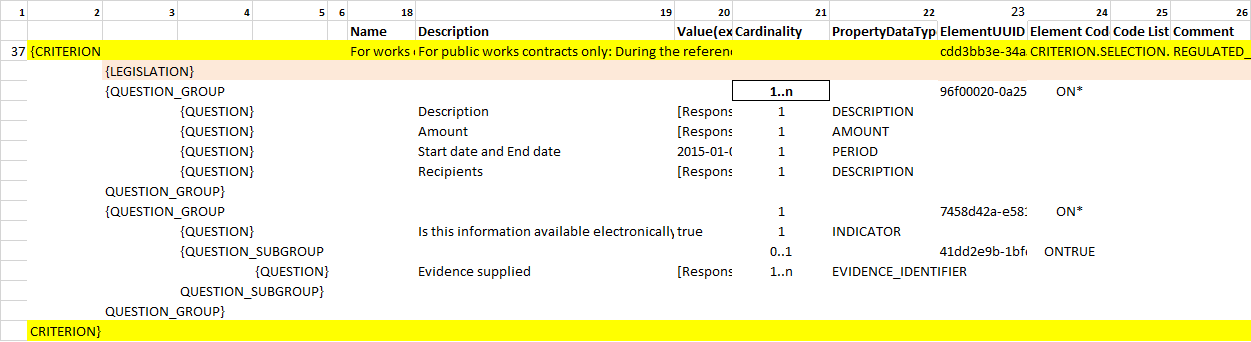 1 2 3 4 5 6 18 19 20 21 22 23 24 25 26
Name Description Value(ex Cardinality PropertyDataType ElementUUID Element Cod Code List Comment
37 {CRITERION For works For public works contracts only: During the referenc cdd3bb3e-34a CRITERION.SELECTION. REGULATED_
{LEGISLATION}
{QUESTION_GROUP 1..n 96f00020-0a25 ON*
{QUESTION} Description [Respons 1 DESCRIPTION
{QUESTION} Amount [Respons 1 AMOUNT
{QUESTION} Start date and End date 2015-01-0 1 PERIOD
{QUESTION} Recipients [Respons 1 DESCRIPTION
QUESTION_GROUP}
{QUESTION_GROUP 1 7458d42a-e581 ON*
{QUESTION} Is this information available electronically true 1 INDICATOR
{QUESTION_SUBGROUP 0..1 41dd2e9b-1bf ONTRUE
{QUESTION} Evidence supplied [Respons 1..n EVIDENCE_IDENTIFIER
QUESTION_SUBGROUP}
QUESTION_GROUP}
CRITERION}